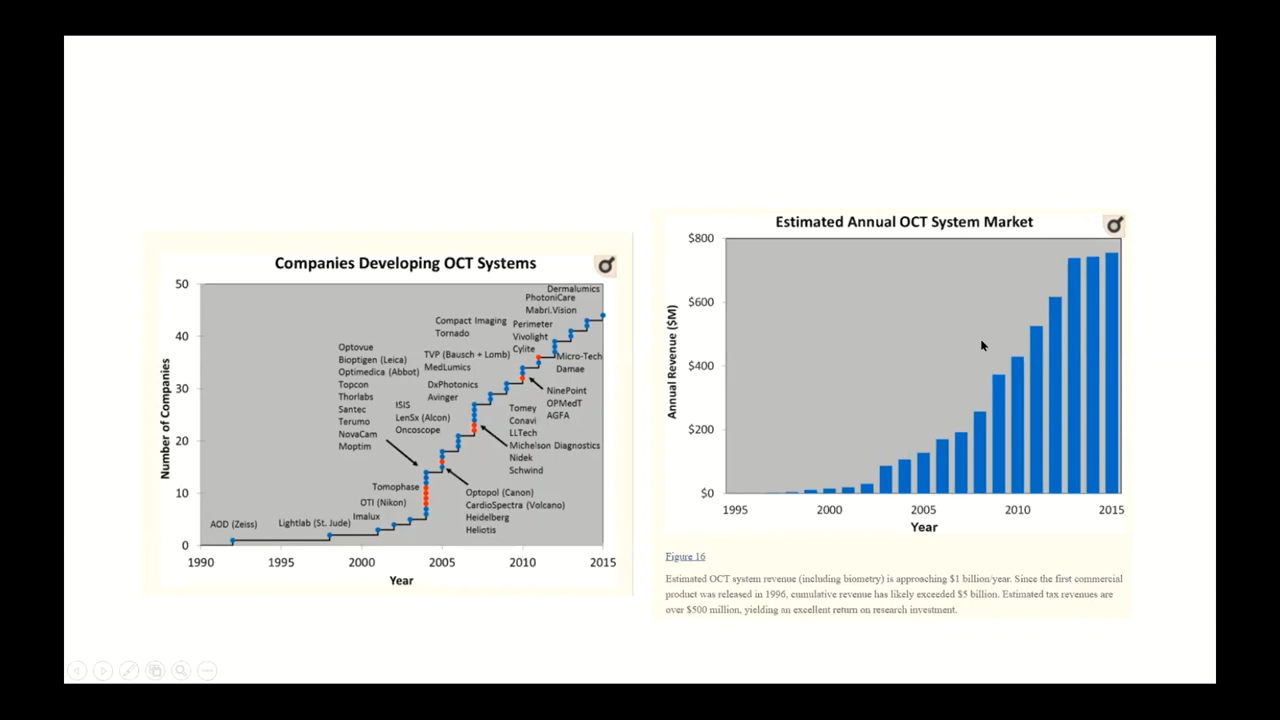 Companies Developing OCT Systems
50
40
30
20
10
0
Number of Companies
1990
1995
2000
2005
2010
2015
Year
AOD (Zeiss)
Lightlab (St. Jude)
Imalux
OTI (Nikon)
Tomophase
Optovue
Bioptigen (Leica)
Optimedica (Abbot)
Topcon
Thorlabs
Santec
Terumo
NovaCam
Moptim
ISIS
LenSx (Alcon)
Oncoscope
Optopol (Canon)
CardioSpectra (Volcano)
Heidelberg
Heliotis
DxPhotonics
Avinger
TVP (Bausch + Lomb)
MedLumics
Tomey
Conavi
LLTech
Michelson Diagnostics
Nidek
Schwind
Compact Imaging
Tornado
NinePoint
OPMedT
AGFA
Perimeter
Vivolight
Cylite
Micro-Tech
Damae
Dermalumics
PhotoniCare
Mabri.Vision
Estimated Annual OCT System Market
$800
$600
$400
$200
$0
Annual Revenue ($M)
1995
2000
2005
2010
2015
Year
Figure 16
Estimated OCT system revenue (including biometry) is approaching $1 billion/year. Since the first commercial
product was released in 1996, cumulative revenue has likely exceeded $5 billion. Estimated tax revenues are
over $500 million, yielding an excellent return on research investment.